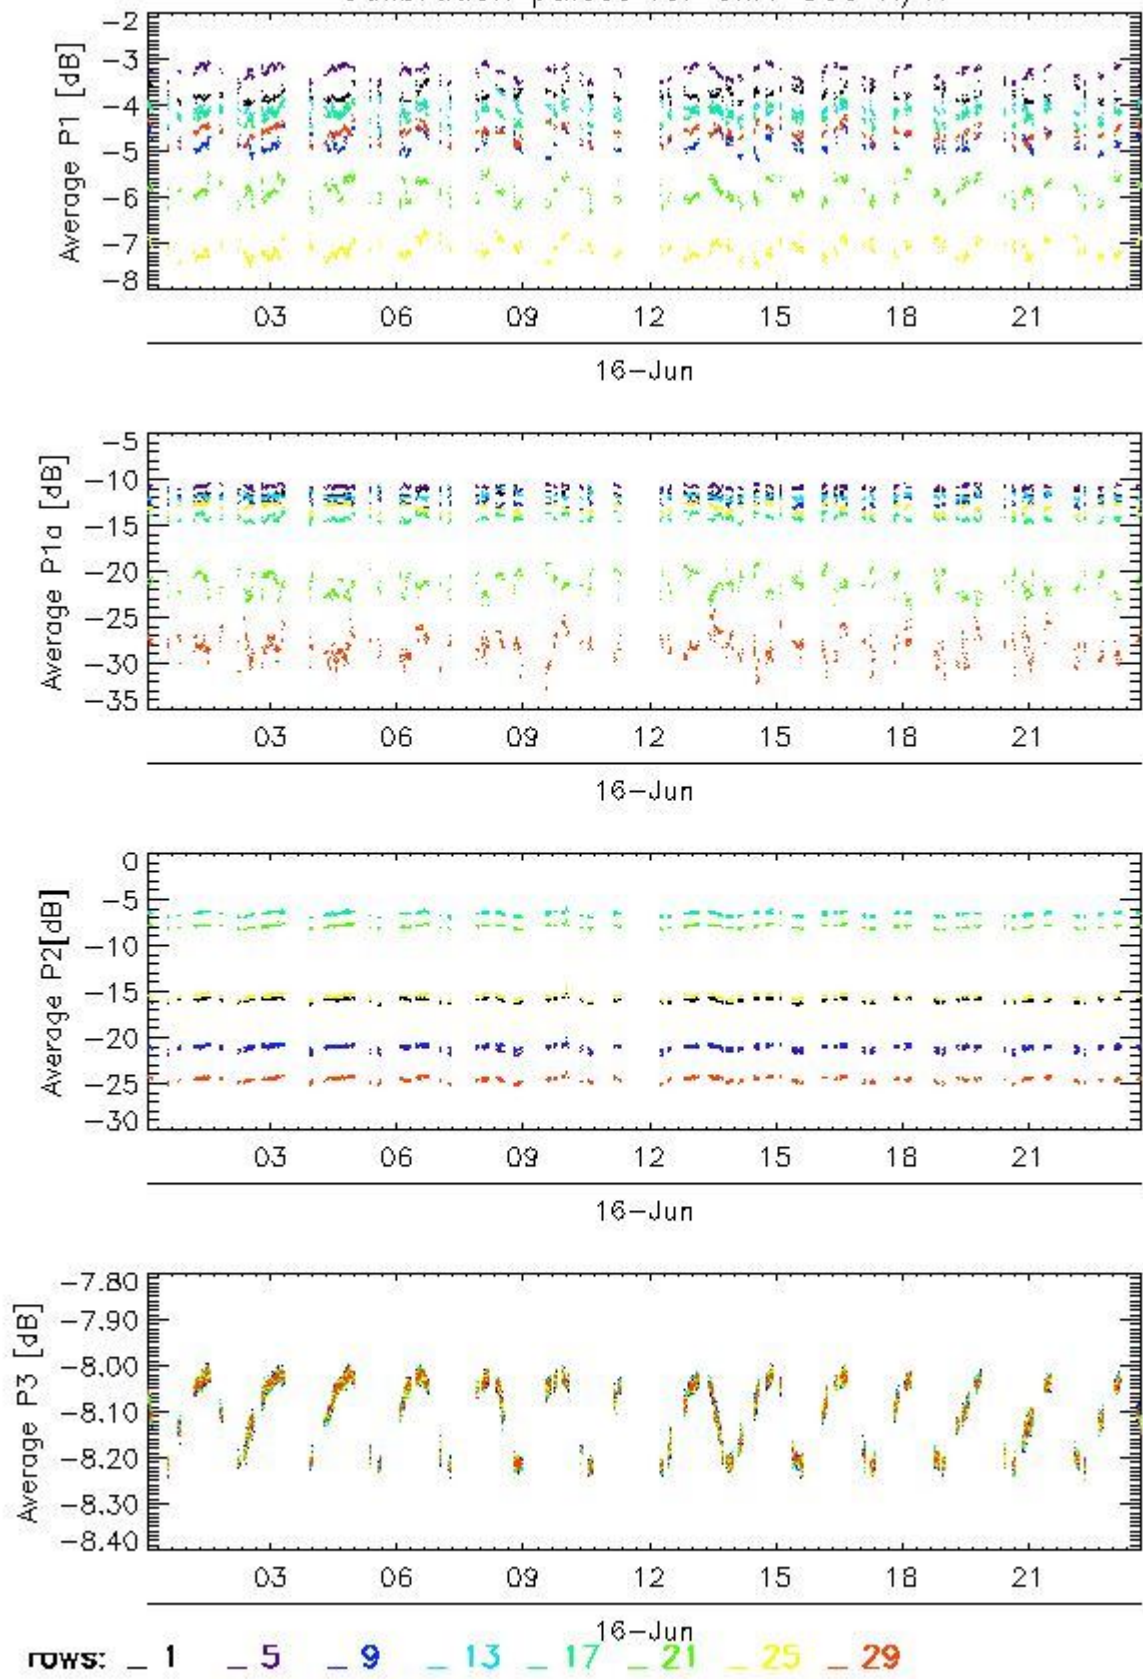 −2
−3
−4
−5
−6
−7
−8
Average P1 [dB]
03 06 09 12 15 18 21
16−Jun
−5
−10
−15
−20
−25
−30
−35
Average P1a [dB]
03 06 09 12 15 18 21
16−Jun
0
−5
−10
−15
−20
−25
−30
Average P2[dB]
03 06 09 12 15 18 21
16−Jun
−7.80
−7.90
−8.00
−8.10
−8.20
−8.30
−8.40
Average P3 [dB]
03 06 09 12 15 18 21
16−Jun
rows: _ 1 _ 5 _ 9 _ 13 _ 17 _ 21 _ 25 _ 29